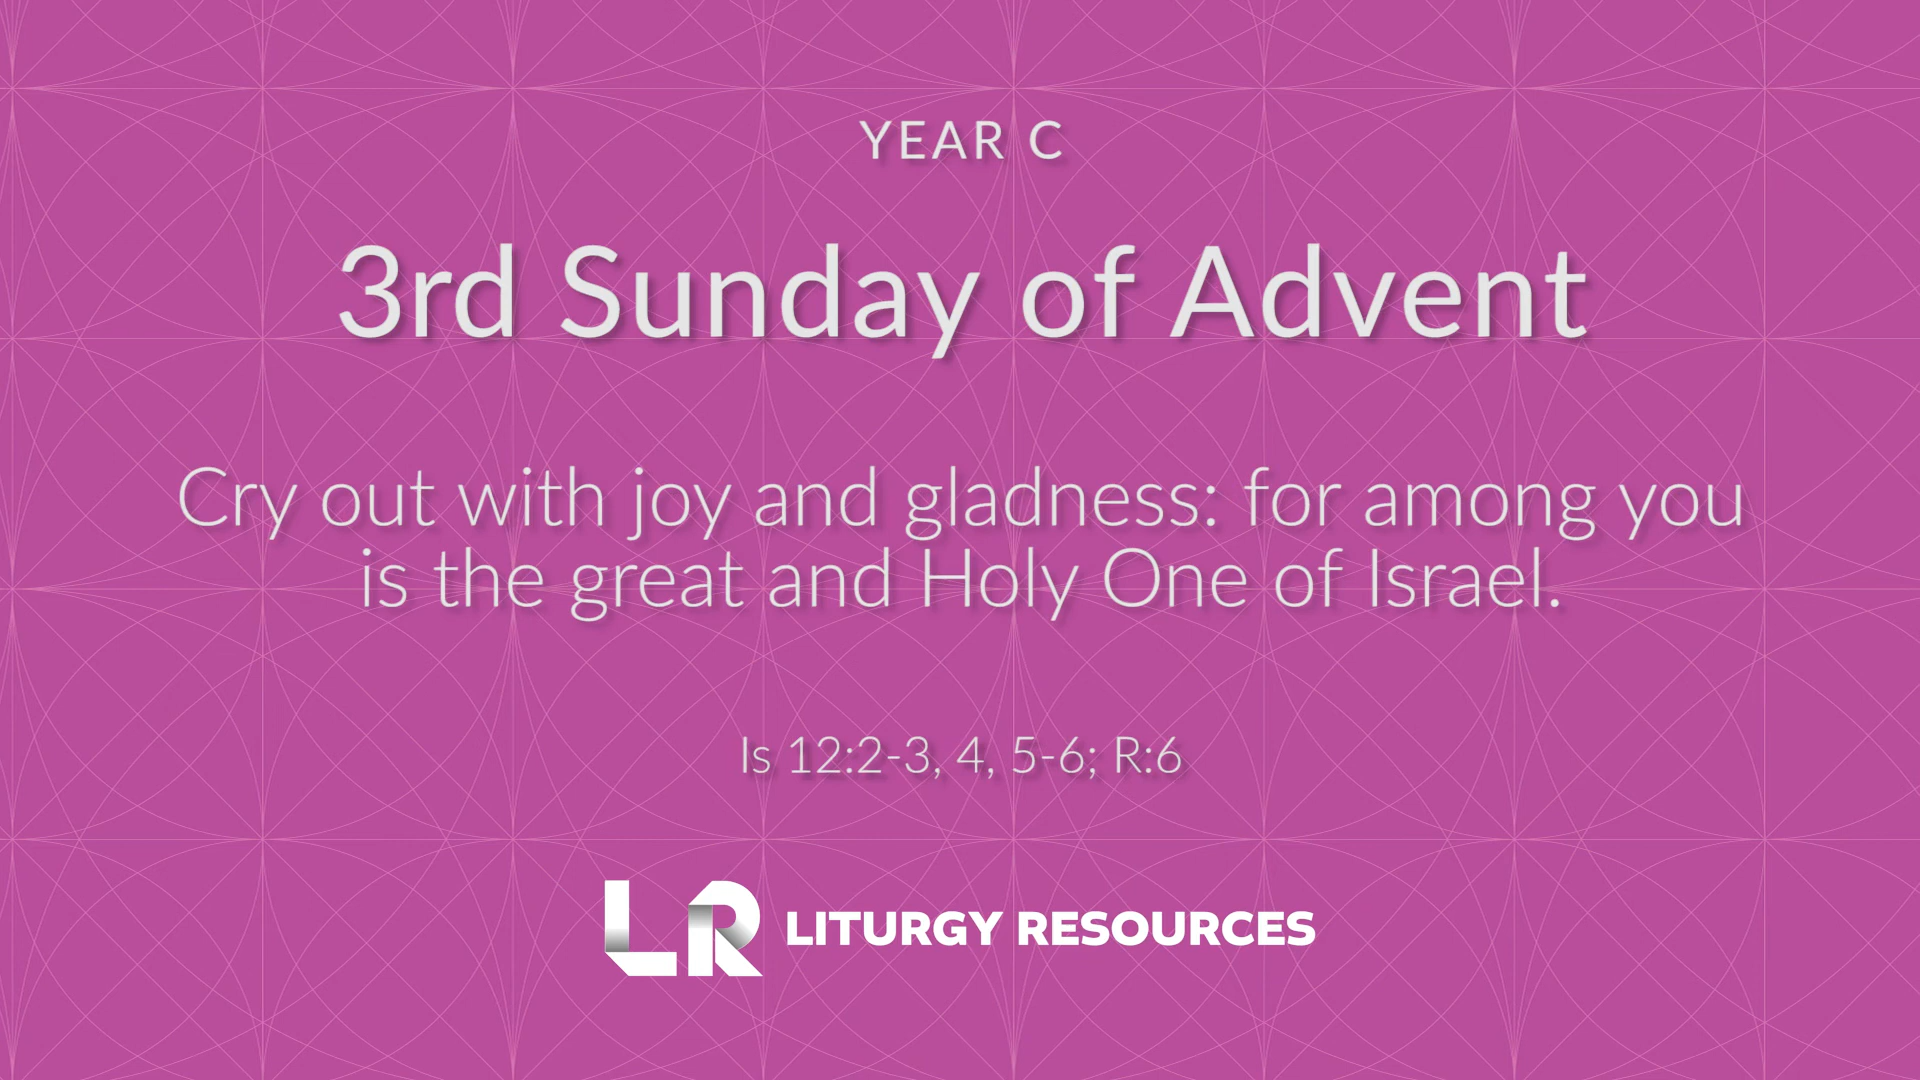 YEAR C
3rd Sunday of Advent
Cry out with joy and gladness: for among you
is the great and Holy One of Israel.
Is 12:2-3, 4, 5-6; R:6
LR LITURGY RESOURCES